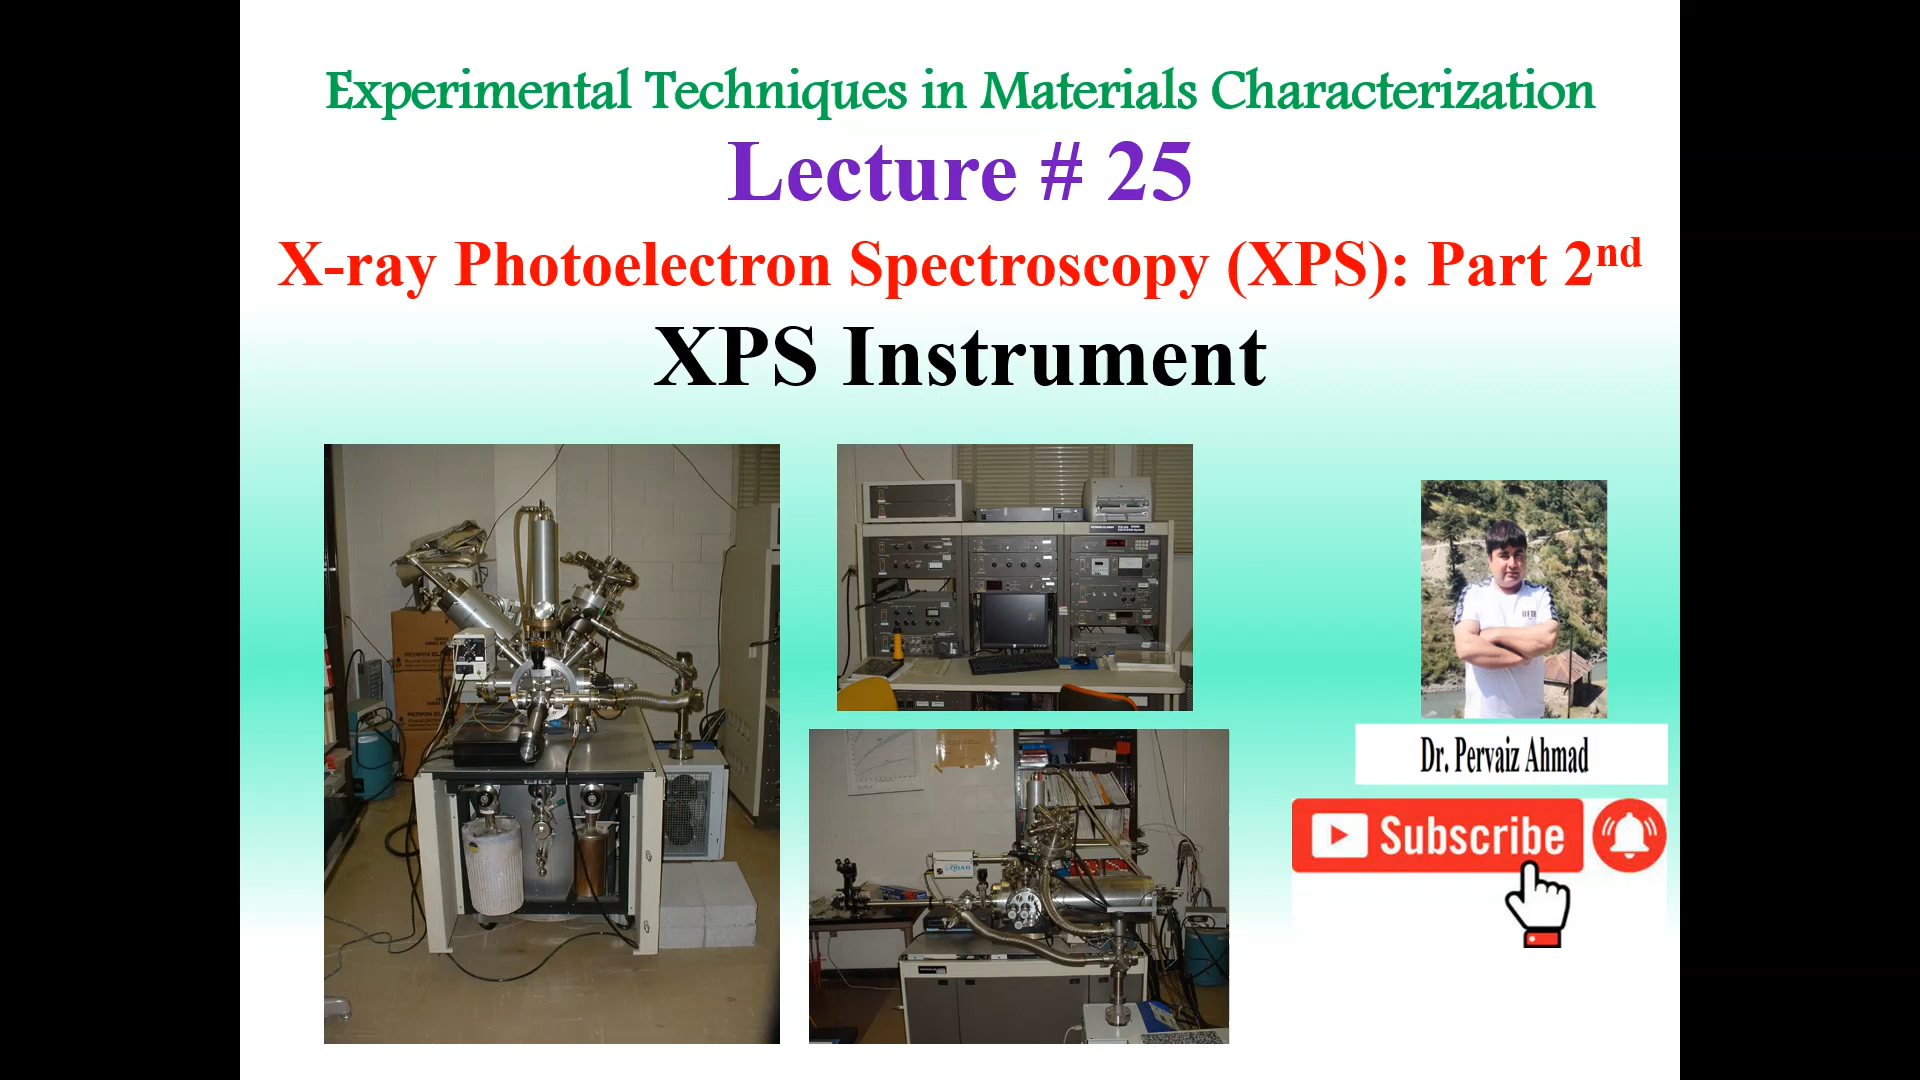 Experimental Techniques in Materials Characterization
Lecture # 25
X-ray Photoelectron Spectroscopy (XPS): Part 2nd
XPS Instrument
Dr. Pervaiz Ahmad
Subscribe